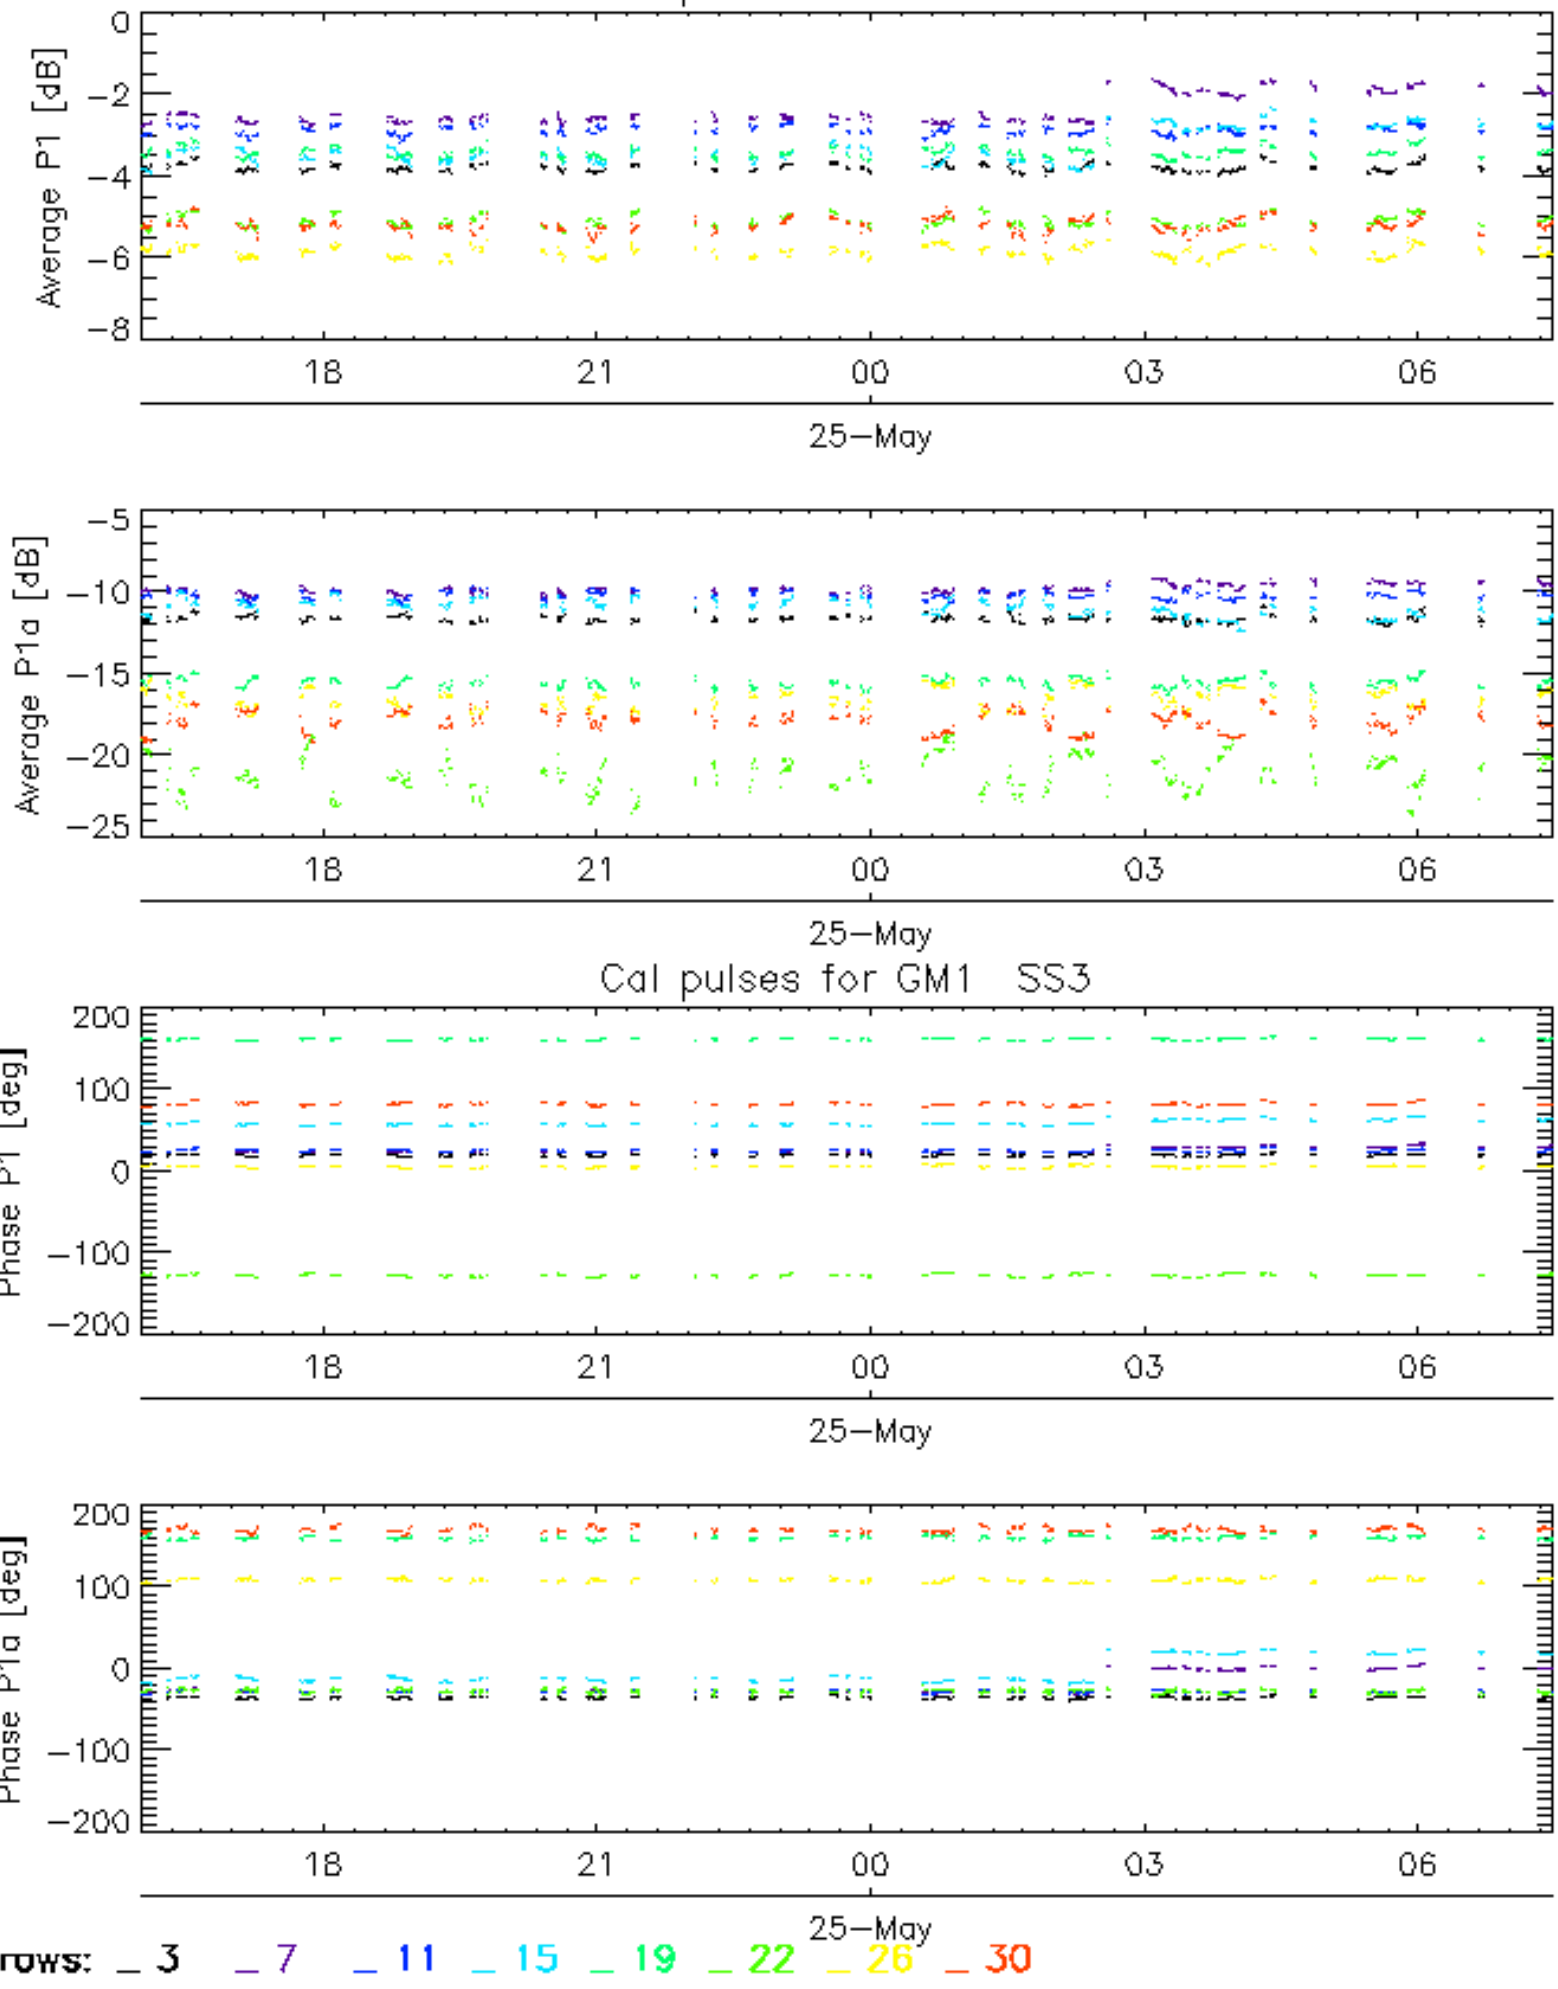 0
−2
−4
−6
−8
Average P1 [dB]
18 21 00 03 06
25−May
−5
−10
−15
−20
−25
Average P1a [dB]
18 21 00 03 06
25−May
Cal pulses for GM1 SS3
200
100
0
−100
−200
Phase P1 [deg]
18 21 00 03 06
25−May
200
100
0
−100
−200
Phase P1a [deg]
18 21 00 03 06
25−May
rows: _ 3 _ 7 _ 11 _ 15 _ 19 _ 22 _ 26 _ 30